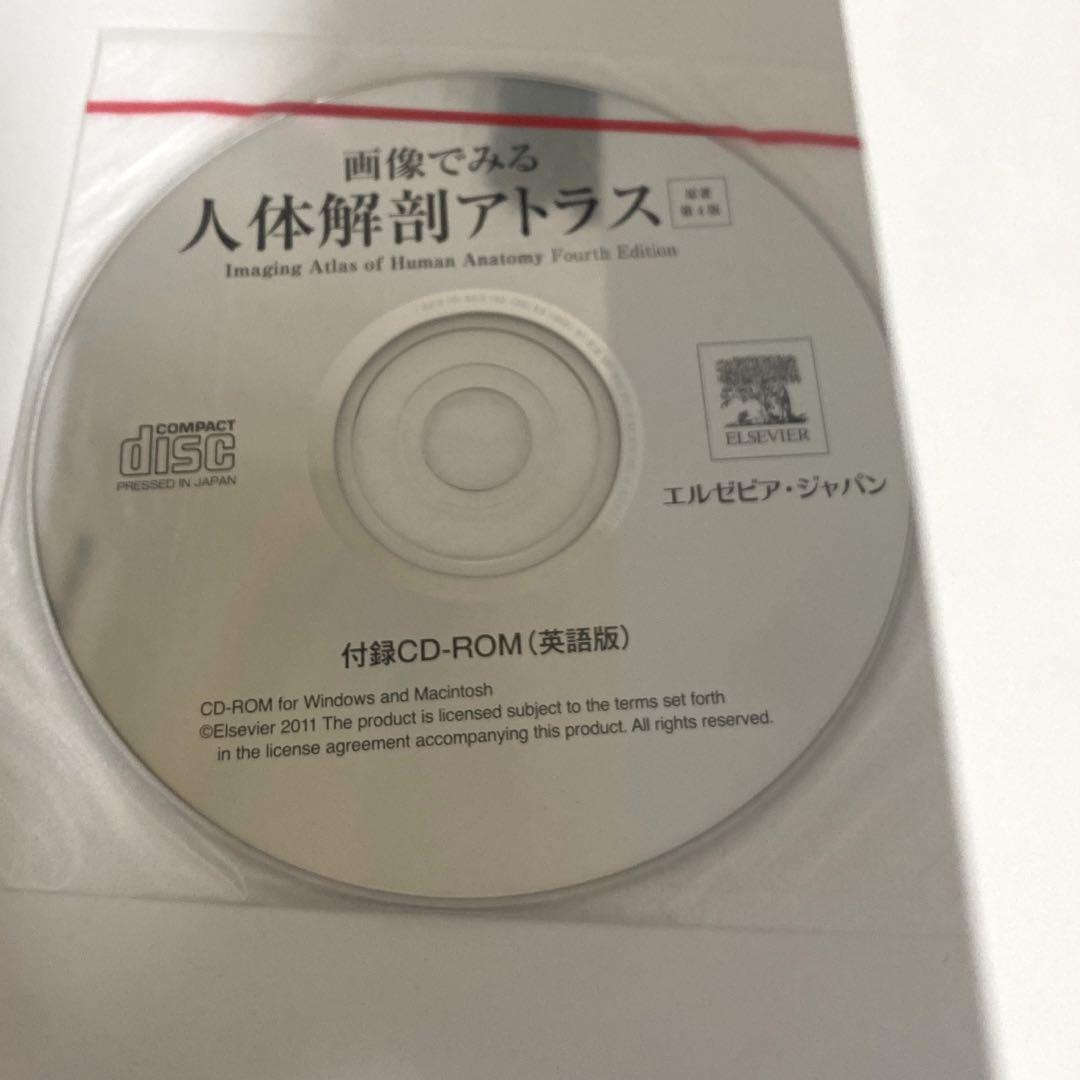 画像でみる
人体解剖アトラス
原著
第4版
Imaging Atlas of Human Anatomy Fourth Edition
COMPACT
disc
PRESSED IN JAPAN
ELSEVIER
エルゼビア・ジャパン
付録CD-ROM（英語版）
CD-ROM for Windows and Macintosh
©Elsevier 2011 The product is licensed subject to the terms set forth
in the license agreement accompanying this product. All rights reserved.